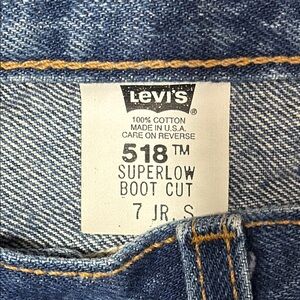 LEVI'S®
100% COTTON
MADE IN U.S.A.
CARE ON REVERSE
518™
SUPERLOW
BOOT CUT
7 JR. S